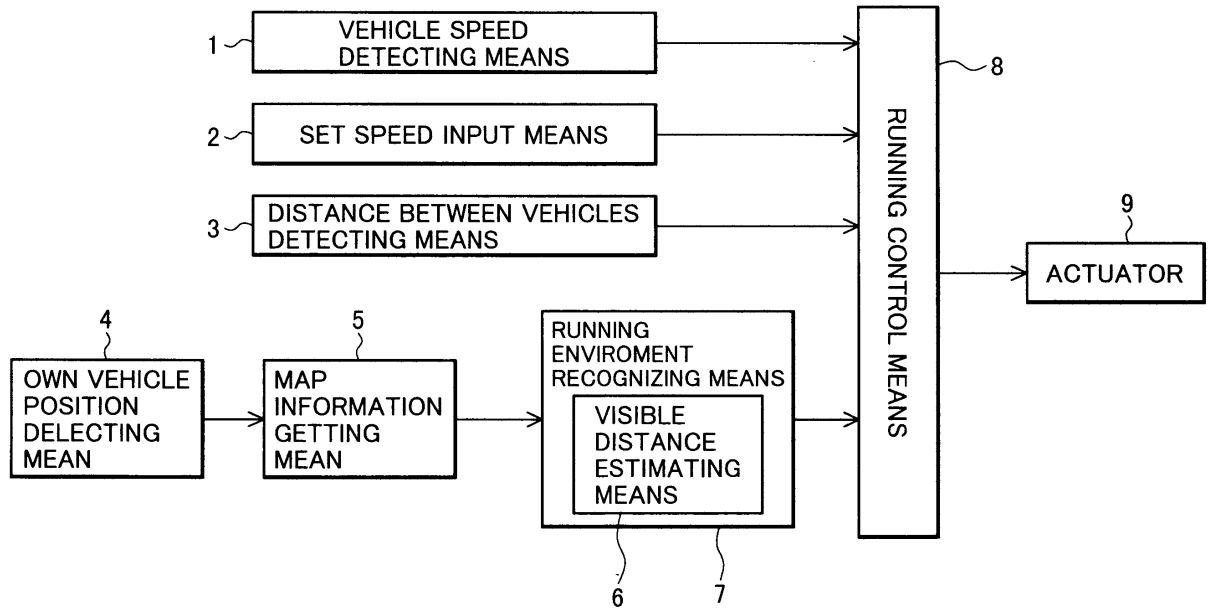 1
VEHICLE SPEED
DETECTING MEANS
2
SET SPEED INPUT MEANS
3
DISTANCE BETWEEN VEHICLES
DETECTING MEANS
4
OWN VEHICLE
POSITION
DELECTING
MEAN
5
MAP
INFORMATION
GETTING
MEAN
RUNNING
ENVIROMENT
RECOGNIZING MEANS
VISIBLE
DISTANCE
ESTIMATING
MEANS
6
7
RUNNING CONTROL MEANS
8
9
ACTUATOR